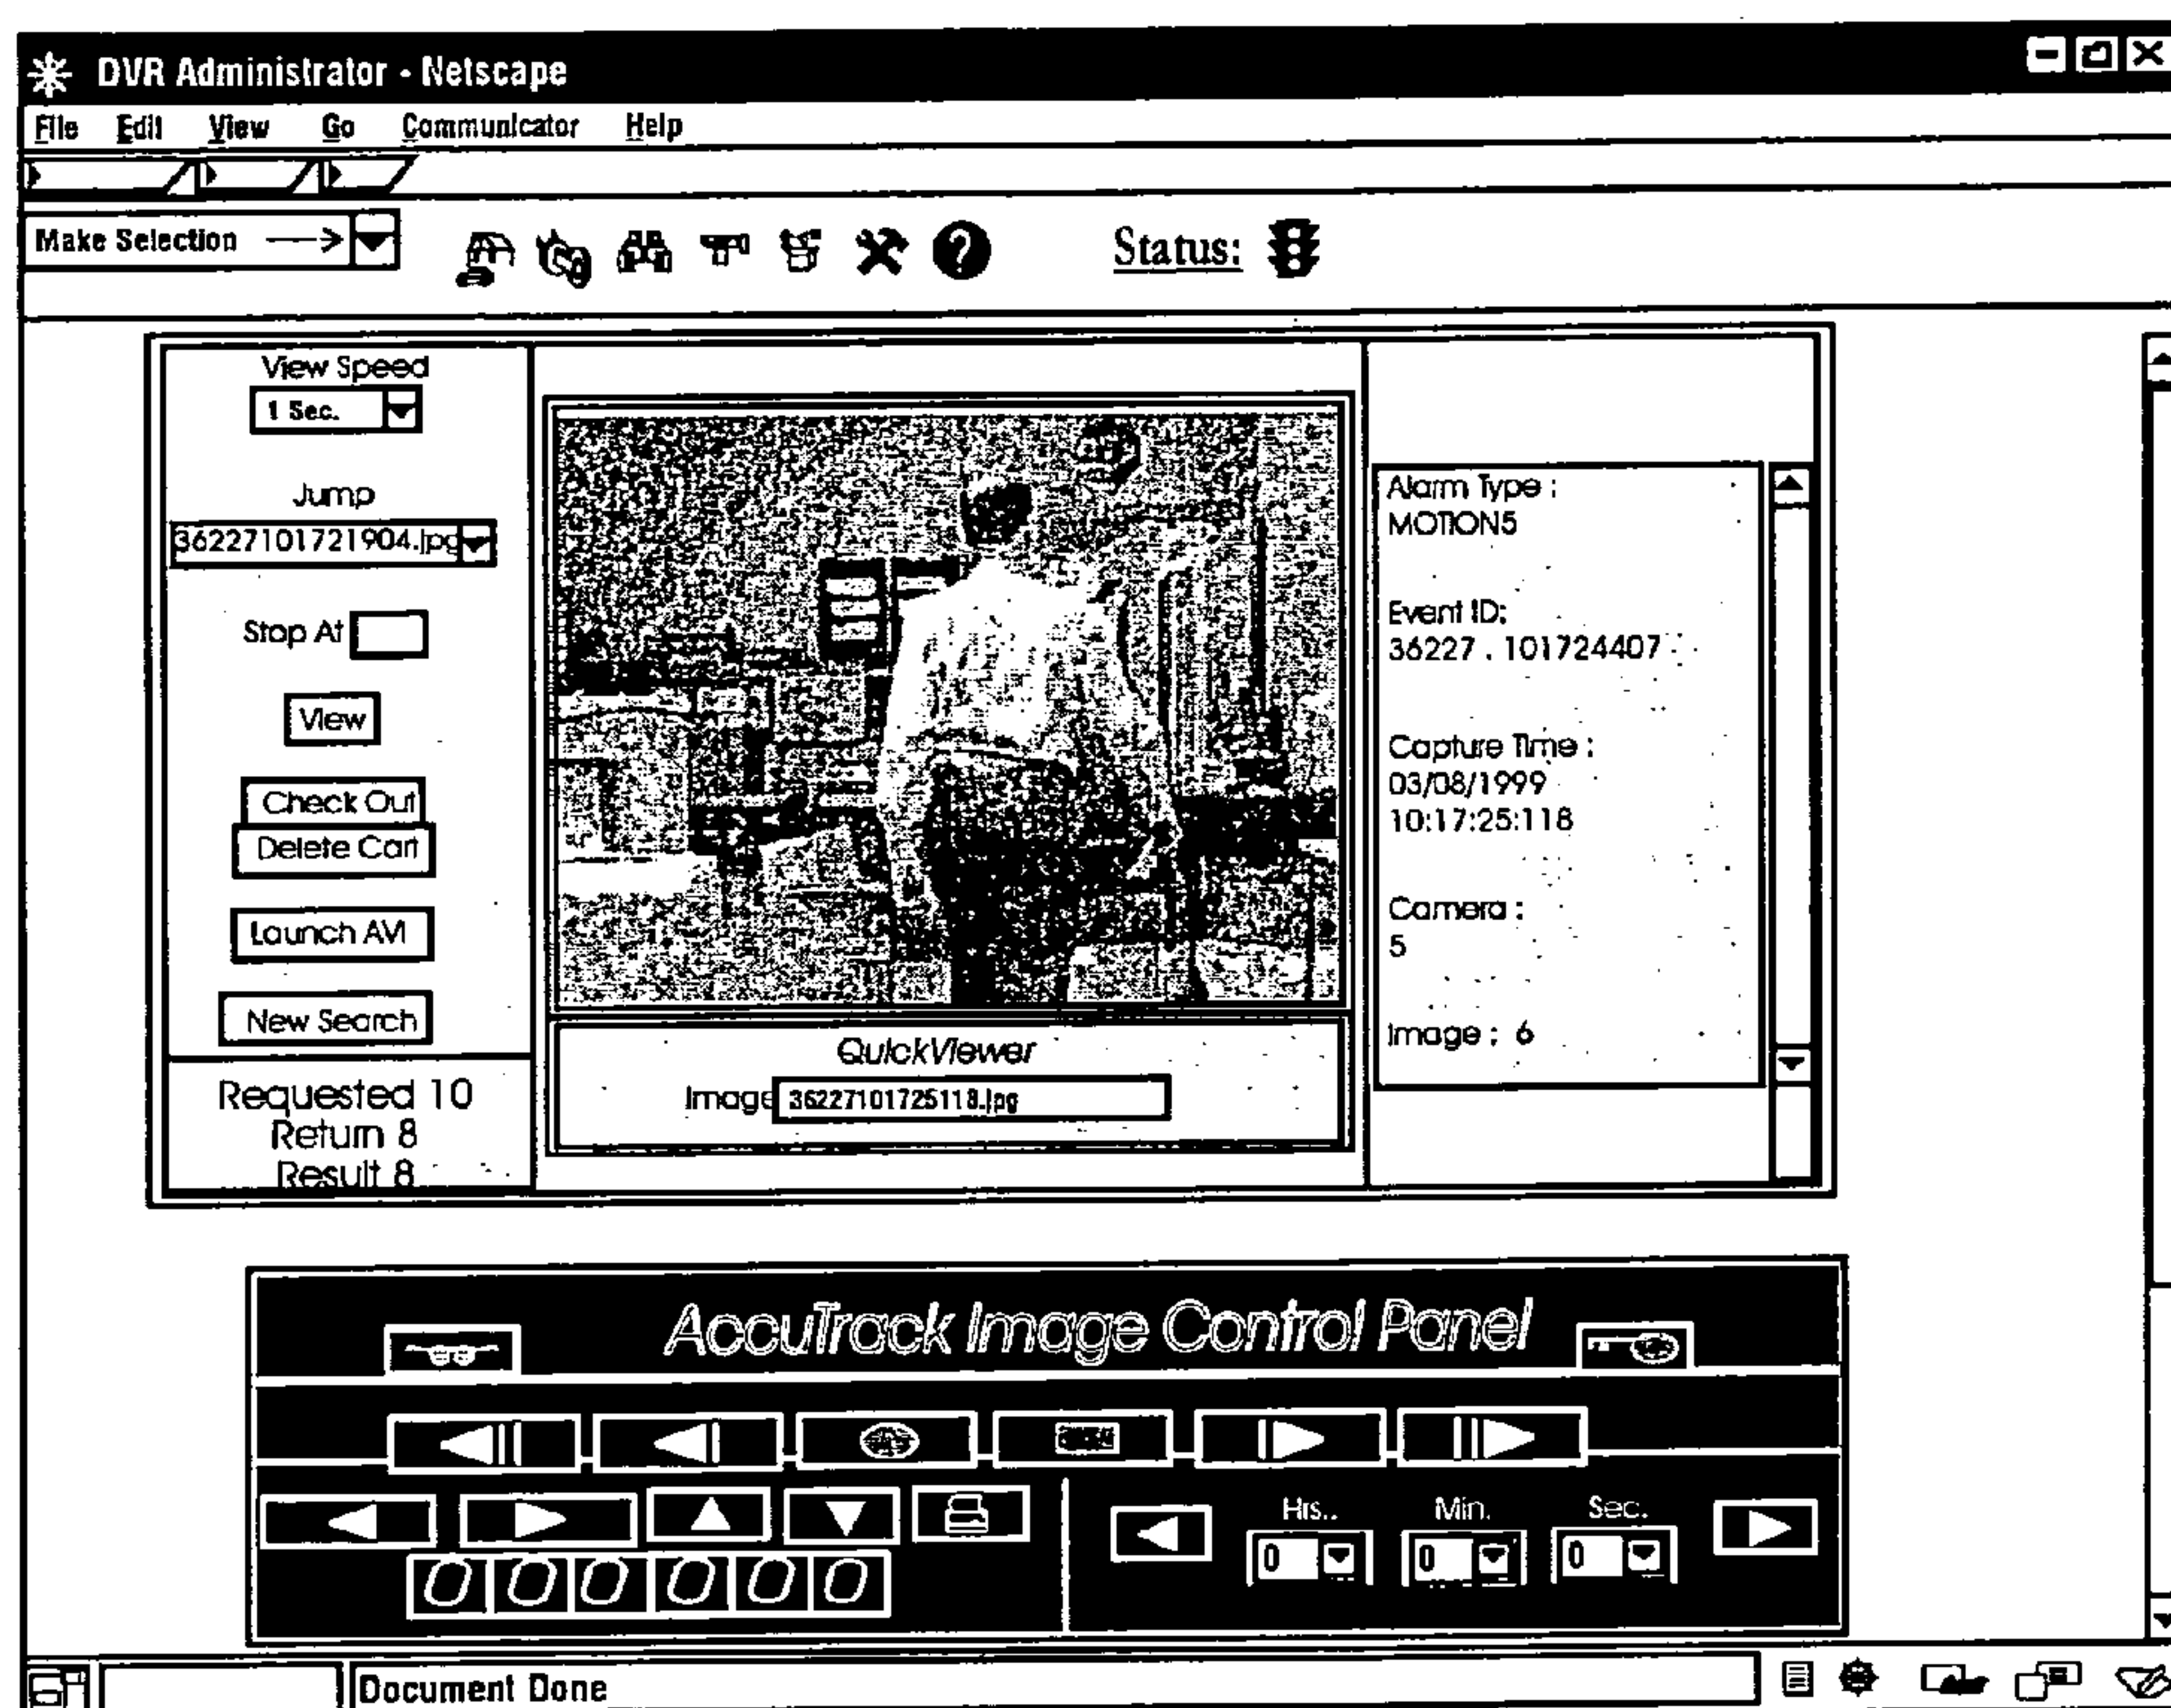 DVR Administrator - Netscape
File Edit View Go Communicator Help
Make Selection
Status:
View Speed
1 Sec.
Jump
36227101721904.jpg
Stop At
View
Check Out
Delete Cart
Launch AVI
New Search
Requested 10
Return 8
Result 8
QuickViewer
Image 36227101725118.jpg
Alarm Type :
MOTION5
Event ID:
36227 . 101724407
Capture Time :
03/08/1999
10:17:25:118
Camera :
5
Image : 6
AccuTrack Image Control Panel
Hrs.. Min. Sec.
0 0 0
0 0 0 0 0 0
Document Done